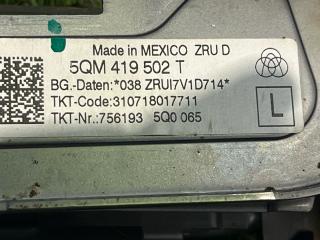 Made in MEXICO ZRU D
5QM 419 502 T
BG.-Daten:*038 ZRUI7V1D714*
TKT-Code:310718017711
TKT-Nr.:756193 5Q0 065
L